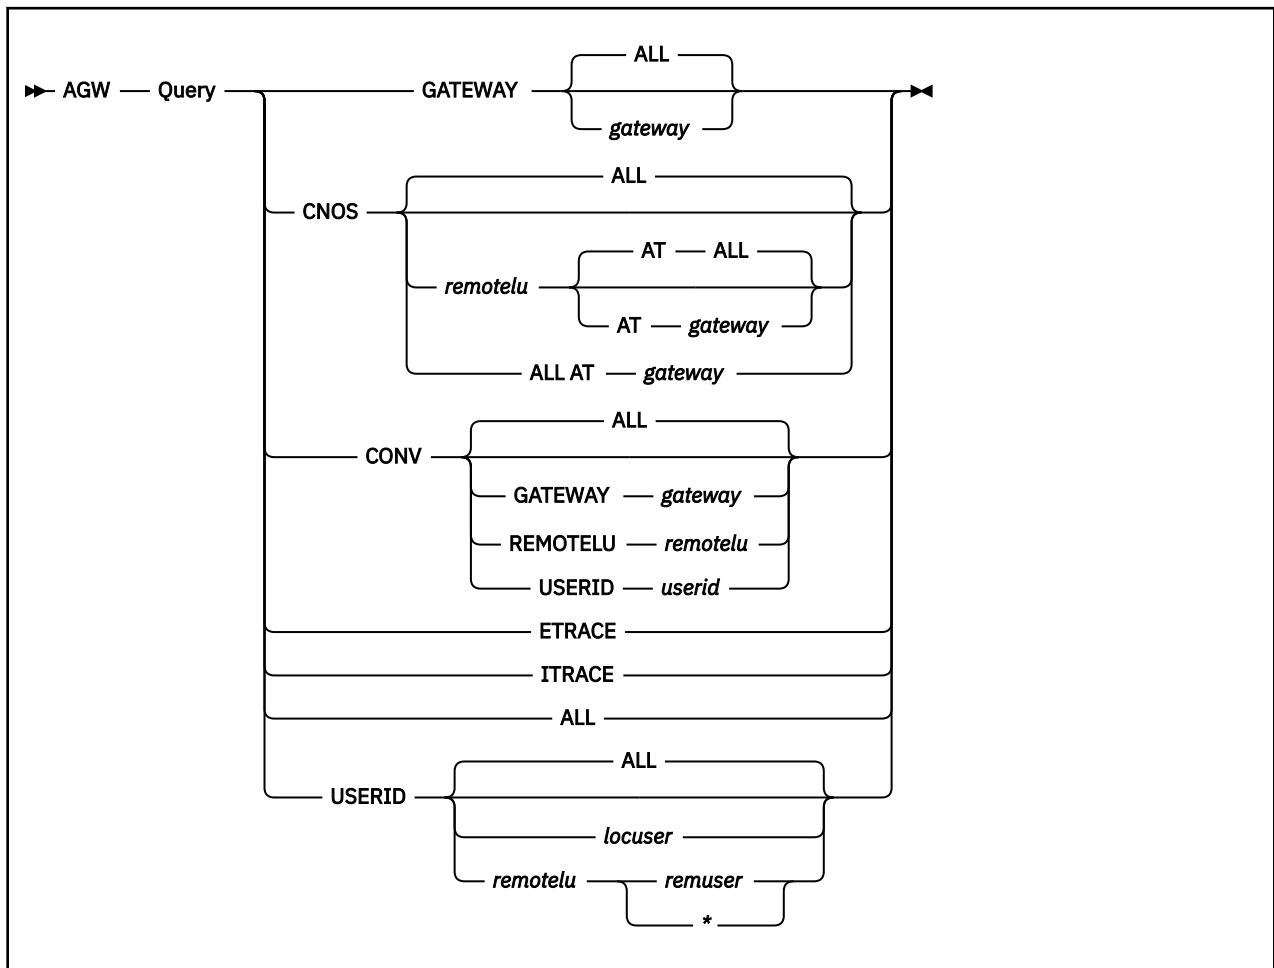 ALL
AGW Query GATEWAY
gateway
ALL
CNOS
AT ALL
remotelu
AT gateway
ALL AT gateway
ALL
CONV
GATEWAY gateway
REMOTELU remotelu
USERID userid
ETRACE
ITRACE
ALL
ALL
USERID
locuser
remotelu remuser
*